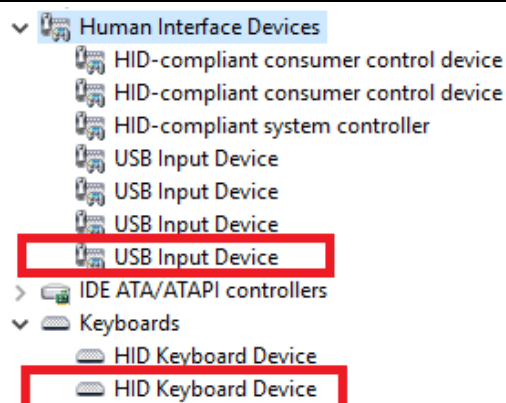 Human Interface Devices
HID-compliant consumer control device
HID-compliant consumer control device
HID-compliant system controller
USB Input Device
USB Input Device
USB Input Device
USB Input Device
IDE ATA/ATAPI controllers
Keyboards
HID Keyboard Device
HID Keyboard Device